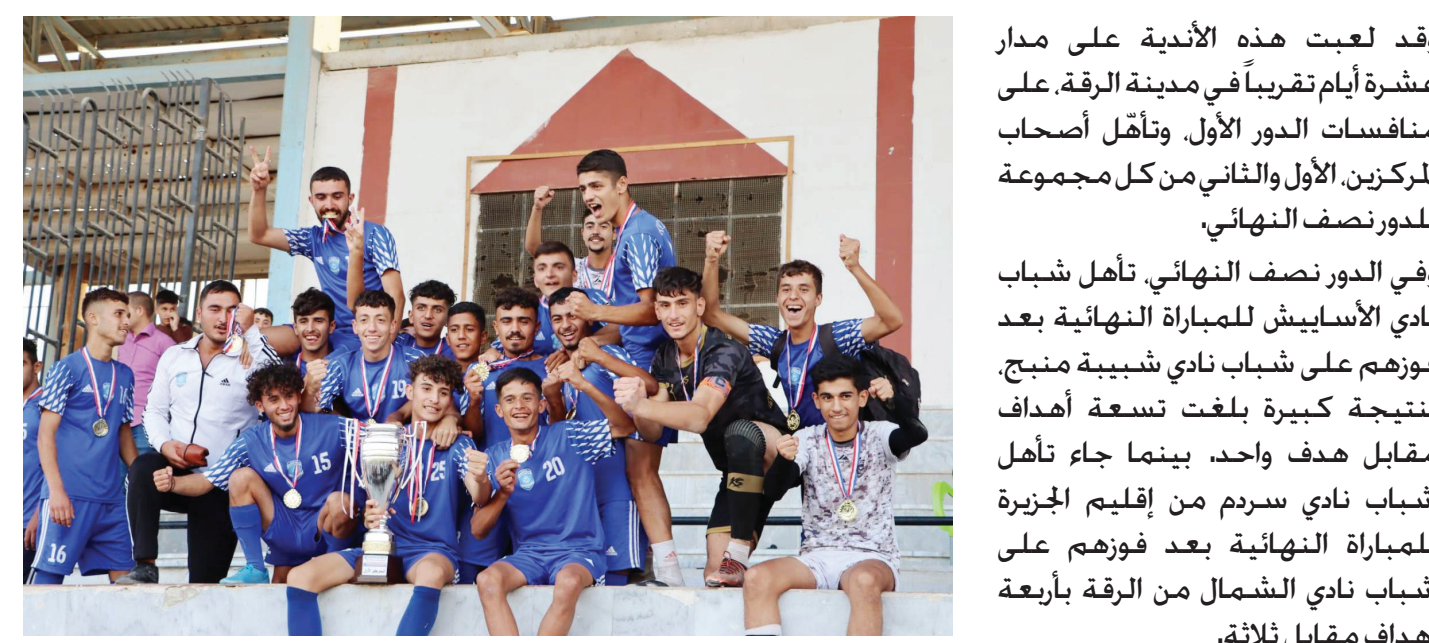 وقد لعبت هذه الأندية على مدار
عشرة أيام تقريباً في مدينة الرقة، على
منافسات الدور الأول، وتأهّل أصحاب
المركزين، الأول والثاني من كل مجموعة
للدور نصف النهائي.
وفي الدور نصف النهائي، تأهل شباب
نادي الأساييش للمباراة النهائية بعد
فوزهم على شباب نادي شبيبة منبج،
بنتيجة كبيرة بلغت تسعة أهداف
مقابل هدف واحد. بينما جاء تأهل
شباب نادي سردم من إقليم الجزيرة
للمباراة النهائية بعد فوزهم على
شباب نادي الشمال من الرقة بأربعة
أهداف مقابل ثلاثة.
19
15
25
20
16
KS